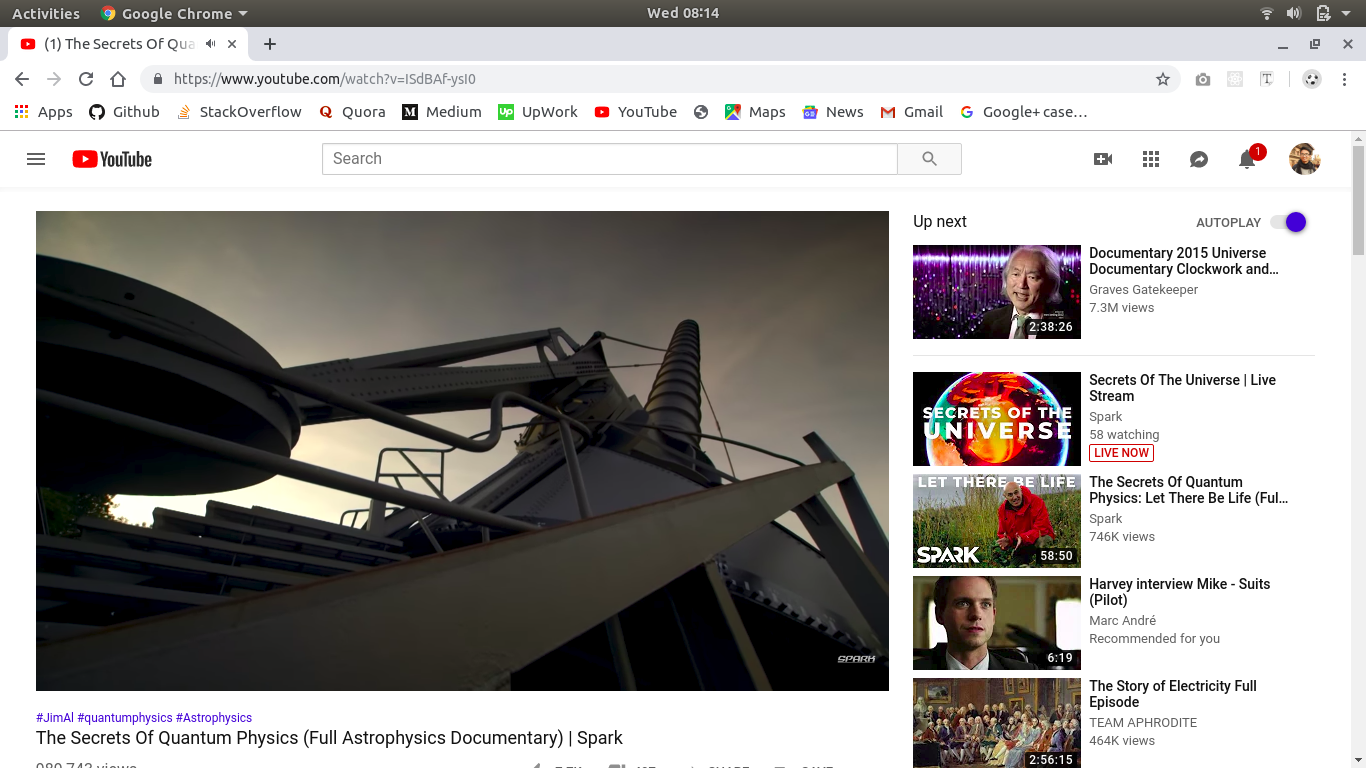 Activities
Google Chrome
Wed 08:14
(1) The Secrets Of Qua
https://www.youtube.com/watch?v=ISdBAf-ysI0
Apps
Github
StackOverflow
Quora
Medium
UpWork
YouTube
Maps
News
Gmail
Google+ case…
YouTube
Search
1
SPARK
#JimAl #quantumphysics #Astrophysics
The Secrets Of Quantum Physics (Full Astrophysics Documentary) | Spark
Up next
AUTOPLAY
2:38:26
Documentary 2015 Universe
Documentary Clockwork and…
Graves Gatekeeper
7.3M views
SECRETS OF THE
UNIVERSE
Secrets Of The Universe | Live
Stream
Spark
58 watching
LIVE NOW
LET THERE BE LIFE
SPARK
58:50
The Secrets Of Quantum
Physics: Let There Be Life (Ful…
Spark
746K views
6:19
Harvey interview Mike - Suits
(Pilot)
Marc André
Recommended for you
2:56:15
The Story of Electricity Full
Episode
TEAM APHRODITE
464K views